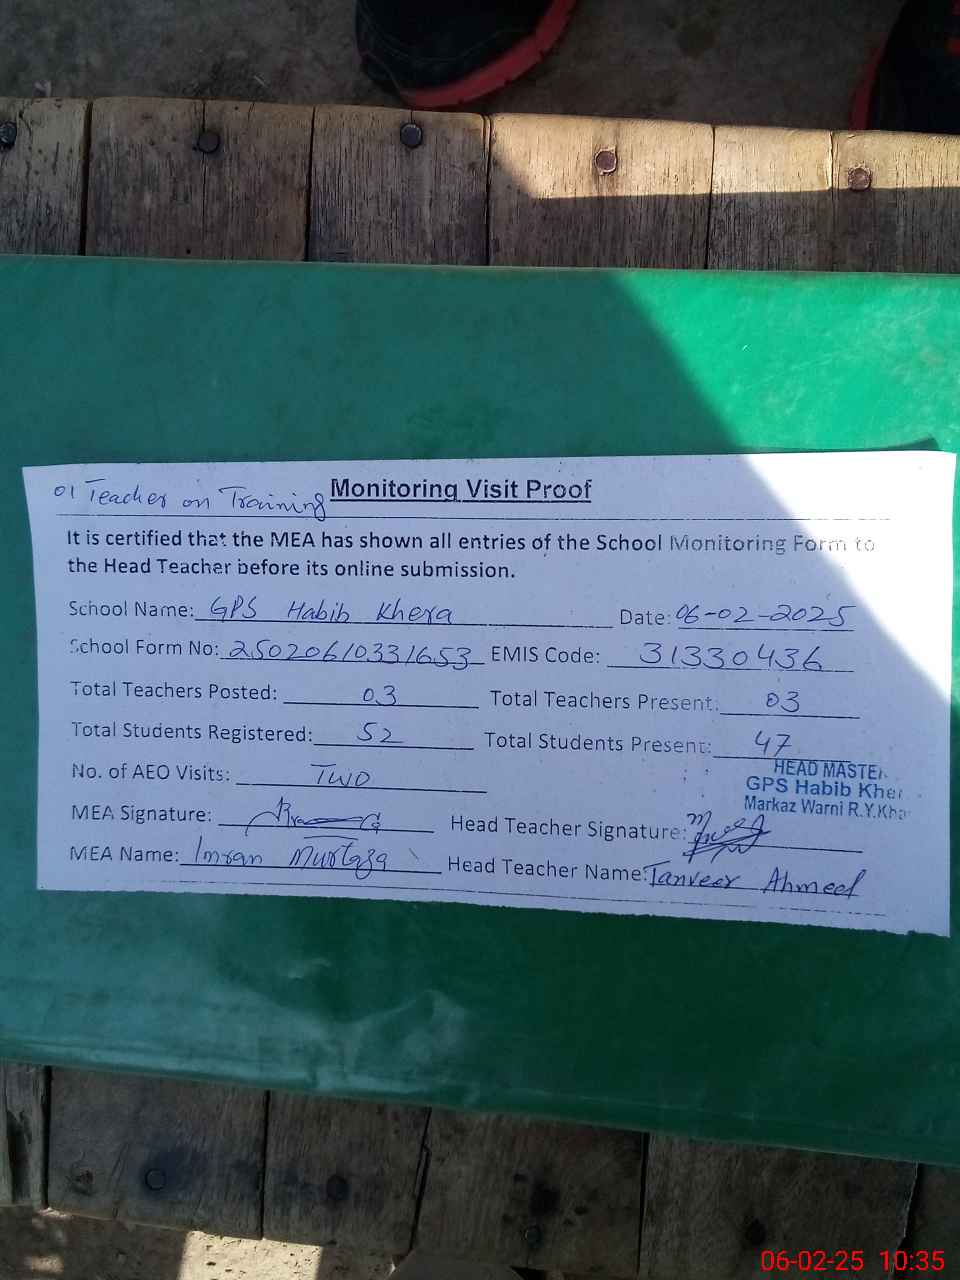 01 Teacher on Training Monitoring Visit Proof
It is certified that the MEA has shown all entries of the School Monitoring Form to
the Head Teacher before its online submission.
School Name: GPS Habib Khera Date: 06-02-2025
School Form No: 25020610331653 EMIS Code: 31330436
Total Teachers Posted: 03 Total Teachers Present: 03
Total Students Registered: 52 Total Students Present: 47
No. of AEO Visits: Two
HEAD MASTER
GPS Habib Kher
Markaz Warni R.Y.Kha
MEA Signature: Head Teacher Signature:
MEA Name: Imran Murtaza Head Teacher Name: Tanveer Ahmed
06-02-25 10:35